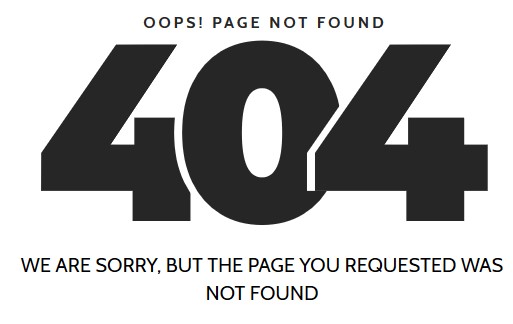 OOPS! PAGE NOT FOUND
404
WE ARE SORRY, BUT THE PAGE YOU REQUESTED WAS
NOT FOUND